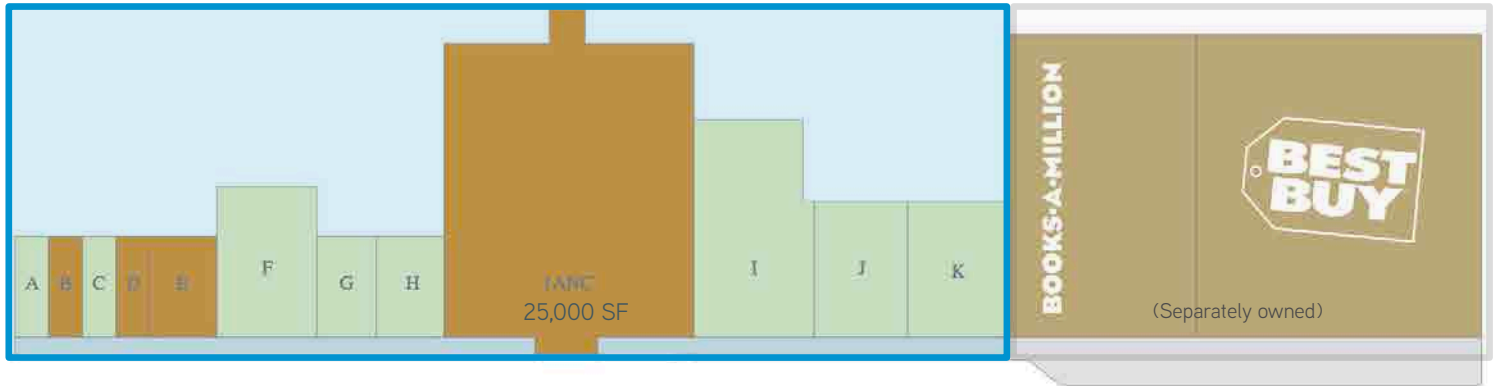 A B C D E F G H I J K
25,000 SF
BOOKS-A-MILLION
BEST
BUY
(Separately owned)